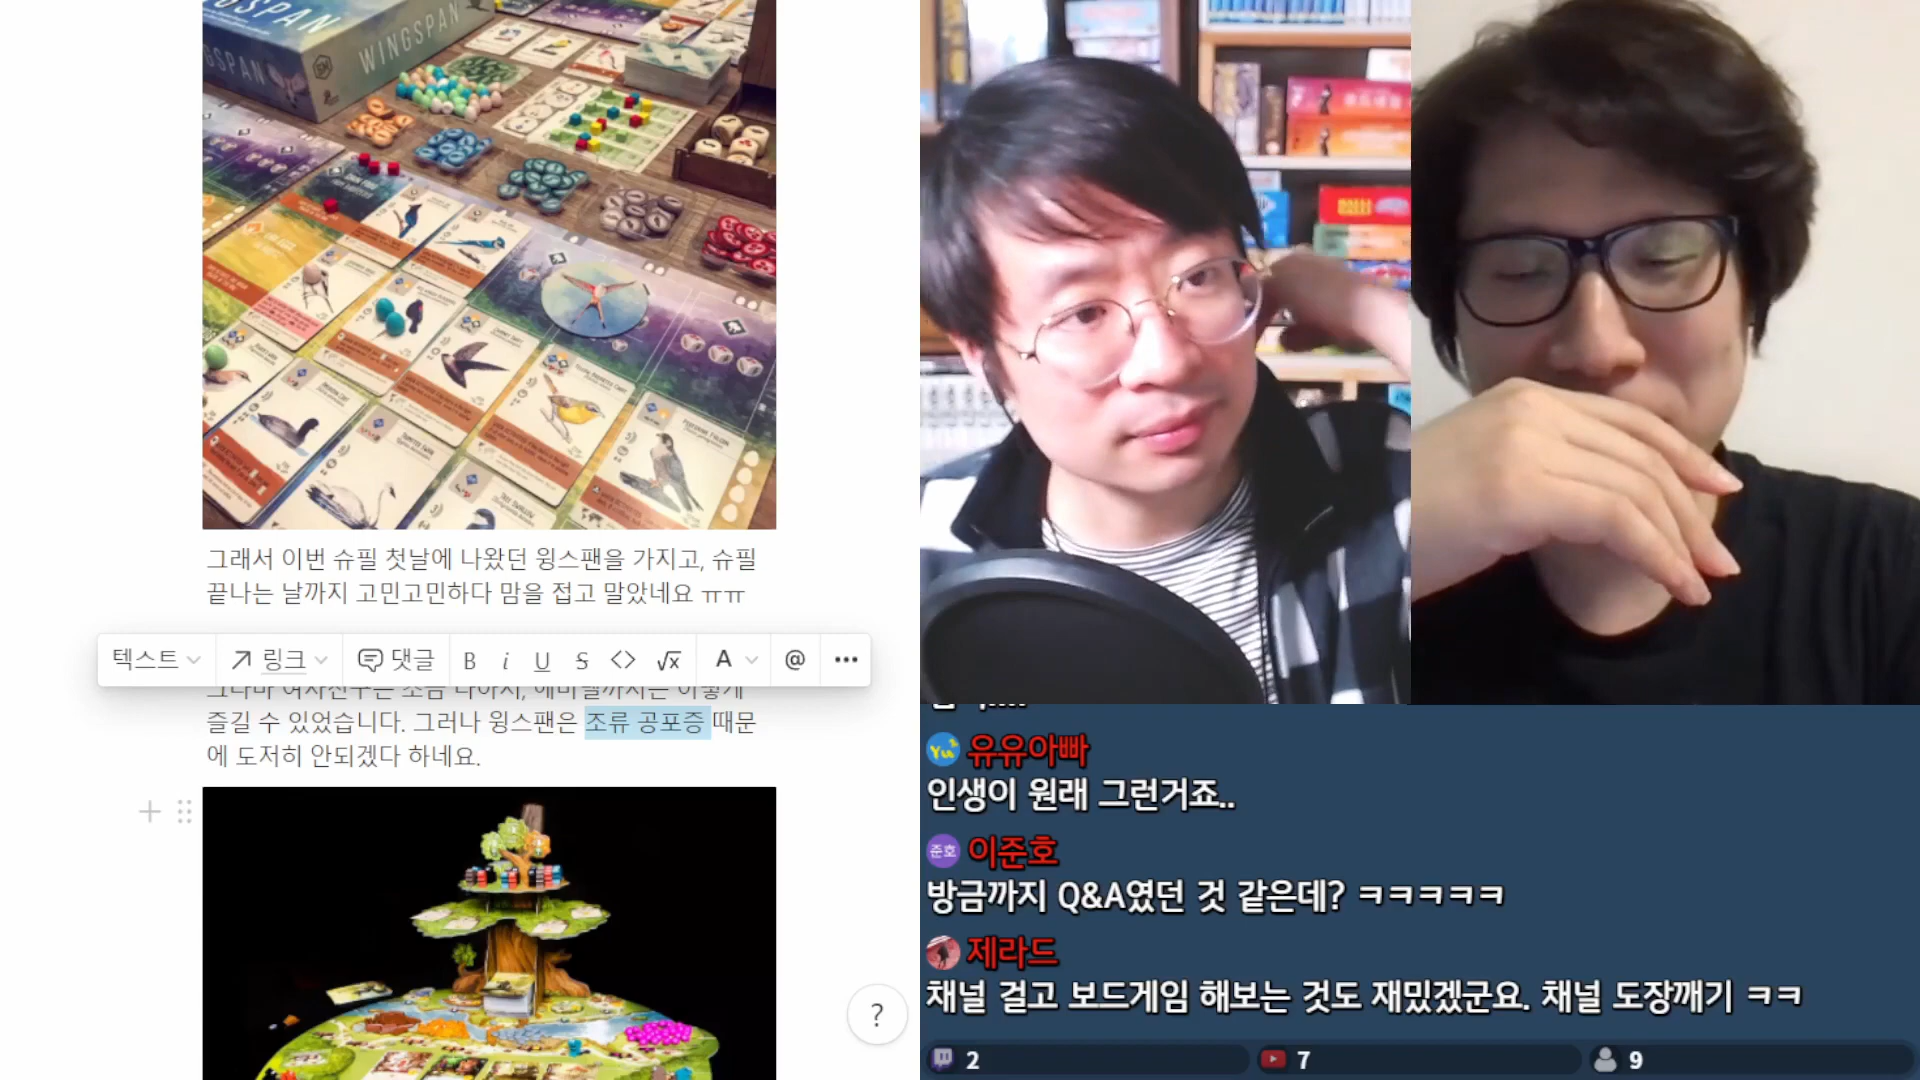 WINGSPAN
그래서 이번 슈필 첫날에 나왔던 윙스팬을 가지고, 슈필
끝나는 날까지 고민고민하다 맘을 접고 말았네요 ㅠㅠ
텍스트 링크 댓글 B i U S <> √x A @ •••
즐길 수 있었습니다. 그러나 윙스팬은 조류 공포증 때문
에 도저히 안되겠다 하네요.
?
Yu 유유아빠
인생이 원래 그런거죠..
준호 이준호
방금까지 Q&A였던 것 같은데? ㅋㅋㅋㅋㅋ
제라드
채널 걸고 보드게임 해보는 것도 재밌겠군요. 채널 도장깨기 ㅋㅋ
2 7 9